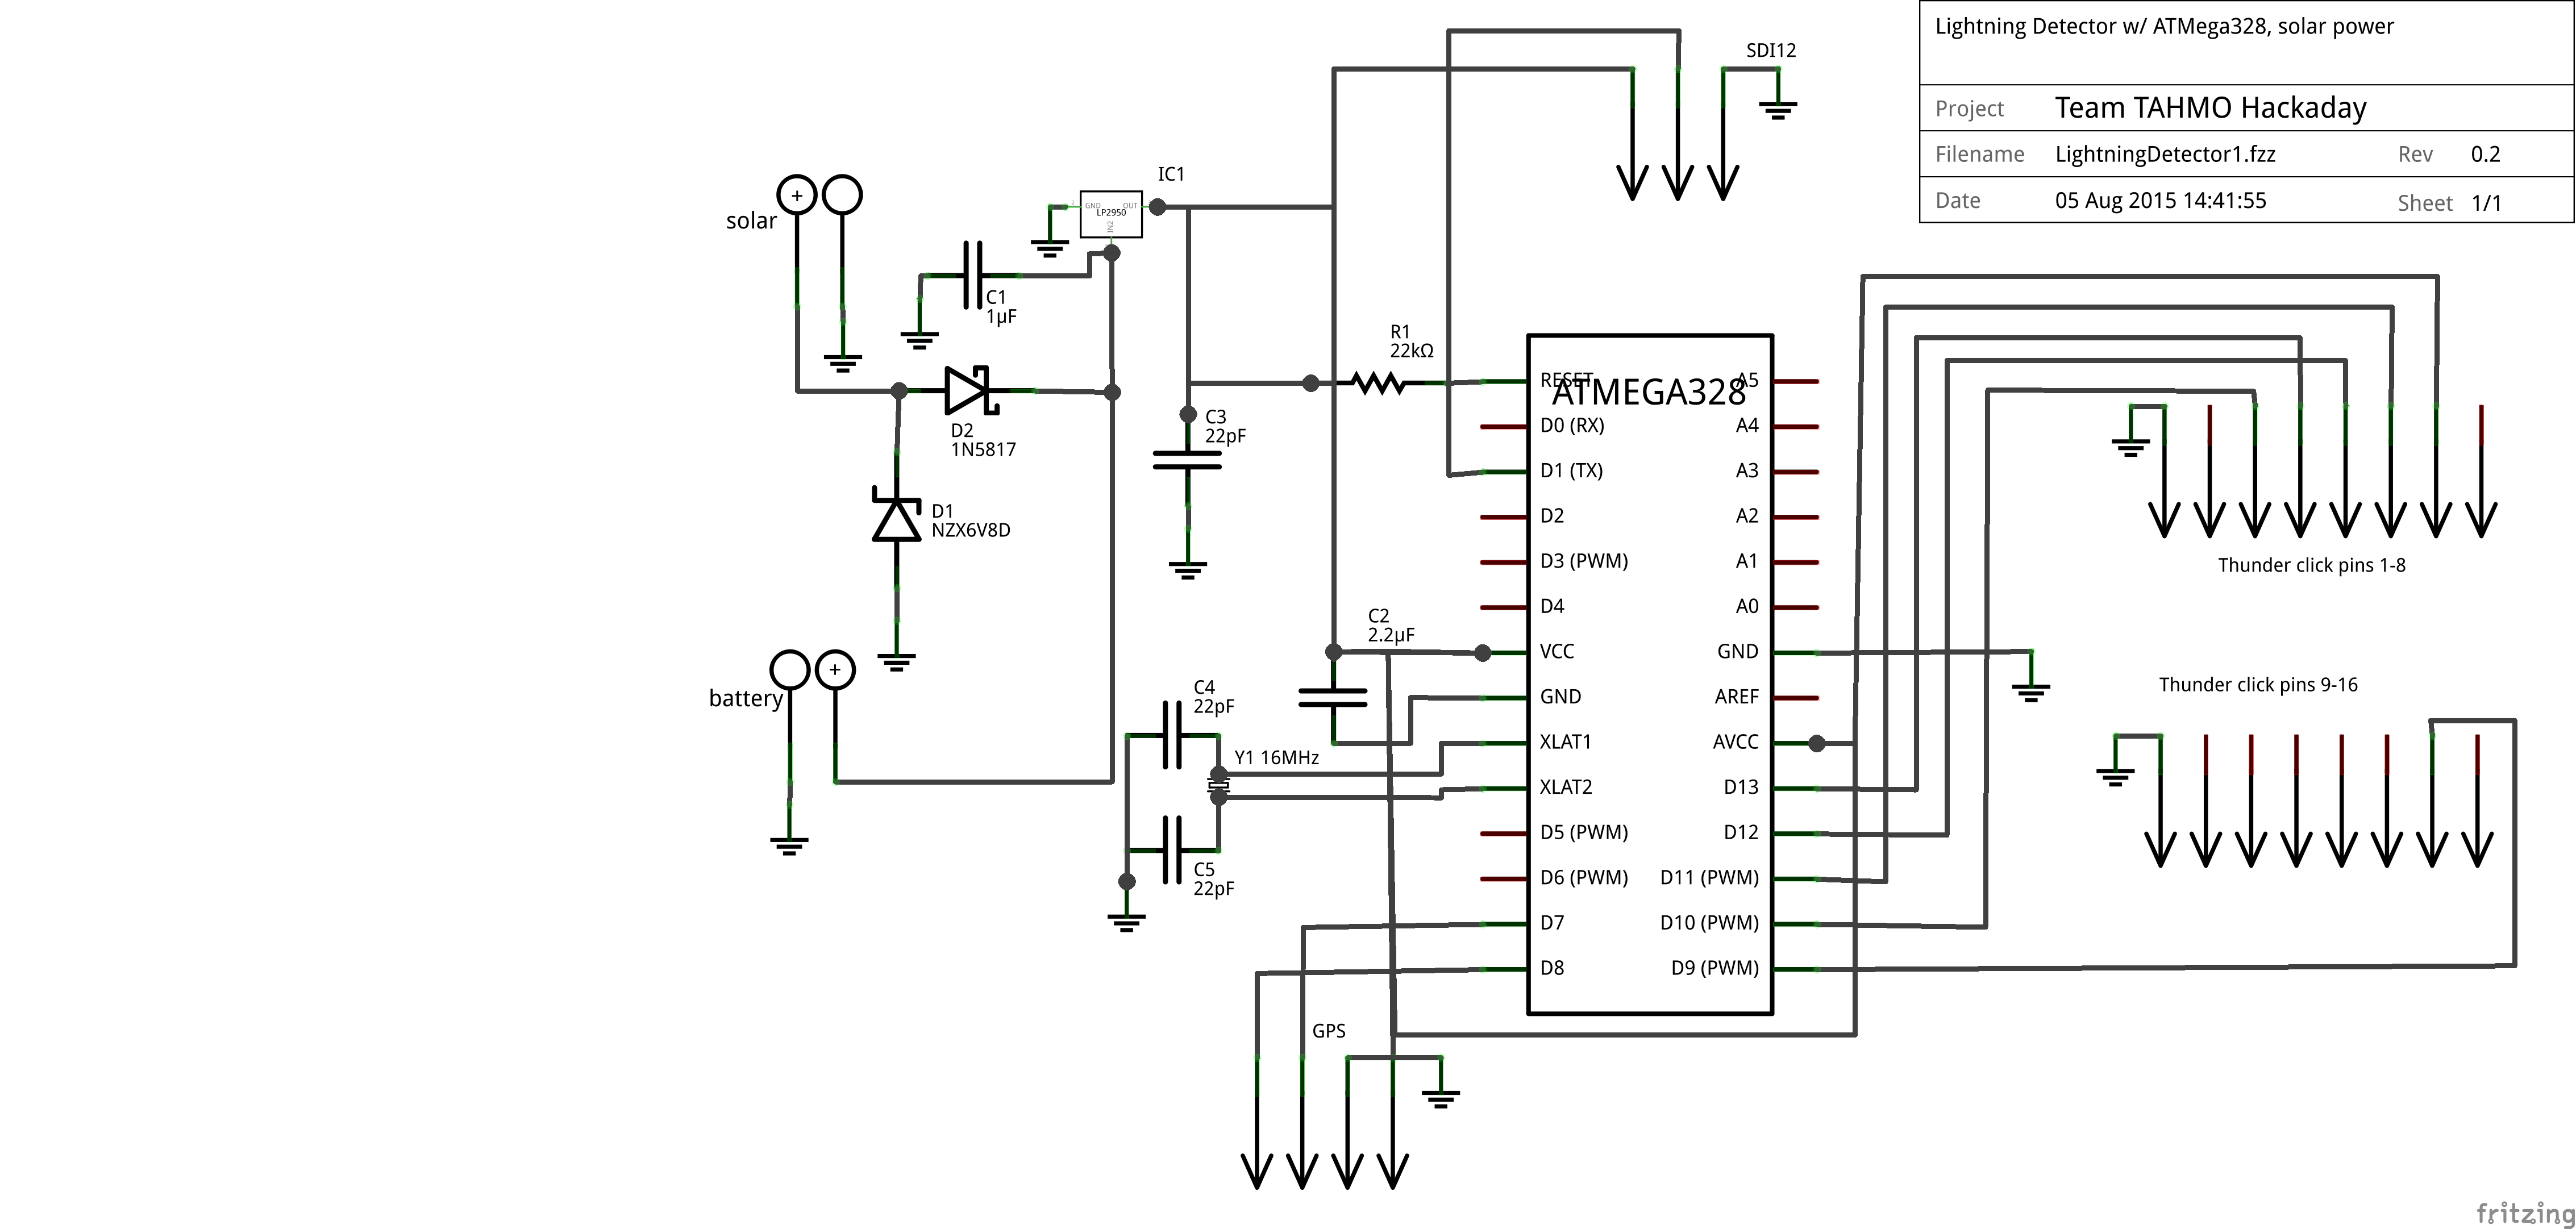 Lightning Detector w/ ATMega328, solar power
Project Team TAHMO Hackaday
Filename LightningDetector1.fzz Rev 0.2
Date 05 Aug 2015 14:41:55 Sheet 1/1
SDI12
IC1
GND OUT
LP2950
IN2
+
solar
C1
1µF
D2
1N5817
D1
NZX6V8D
C3
22pF
R1
22kΩ
+
battery
C2
2.2µF
C4
22pF
Y1 16MHz
C5
22pF
ATMEGA328
RESET
D0 (RX)
D1 (TX)
D2
D3 (PWM)
D4
VCC
GND
XLAT1
XLAT2
D5 (PWM)
D6 (PWM)
D7
D8
A5
A4
A3
A2
A1
A0
GND
AREF
AVCC
D13
D12
D11 (PWM)
D10 (PWM)
D9 (PWM)
Thunder click pins 1-8
Thunder click pins 9-16
GPS
fritzing